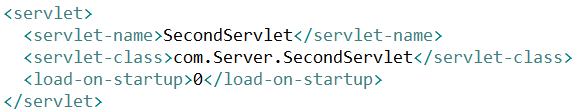 <servlet>
  <servlet-name>SecondServlet</servlet-name>
  <servlet-class>com.Server.SecondServlet</servlet-class>
  <load-on-startup>0</load-on-startup>
</servlet>